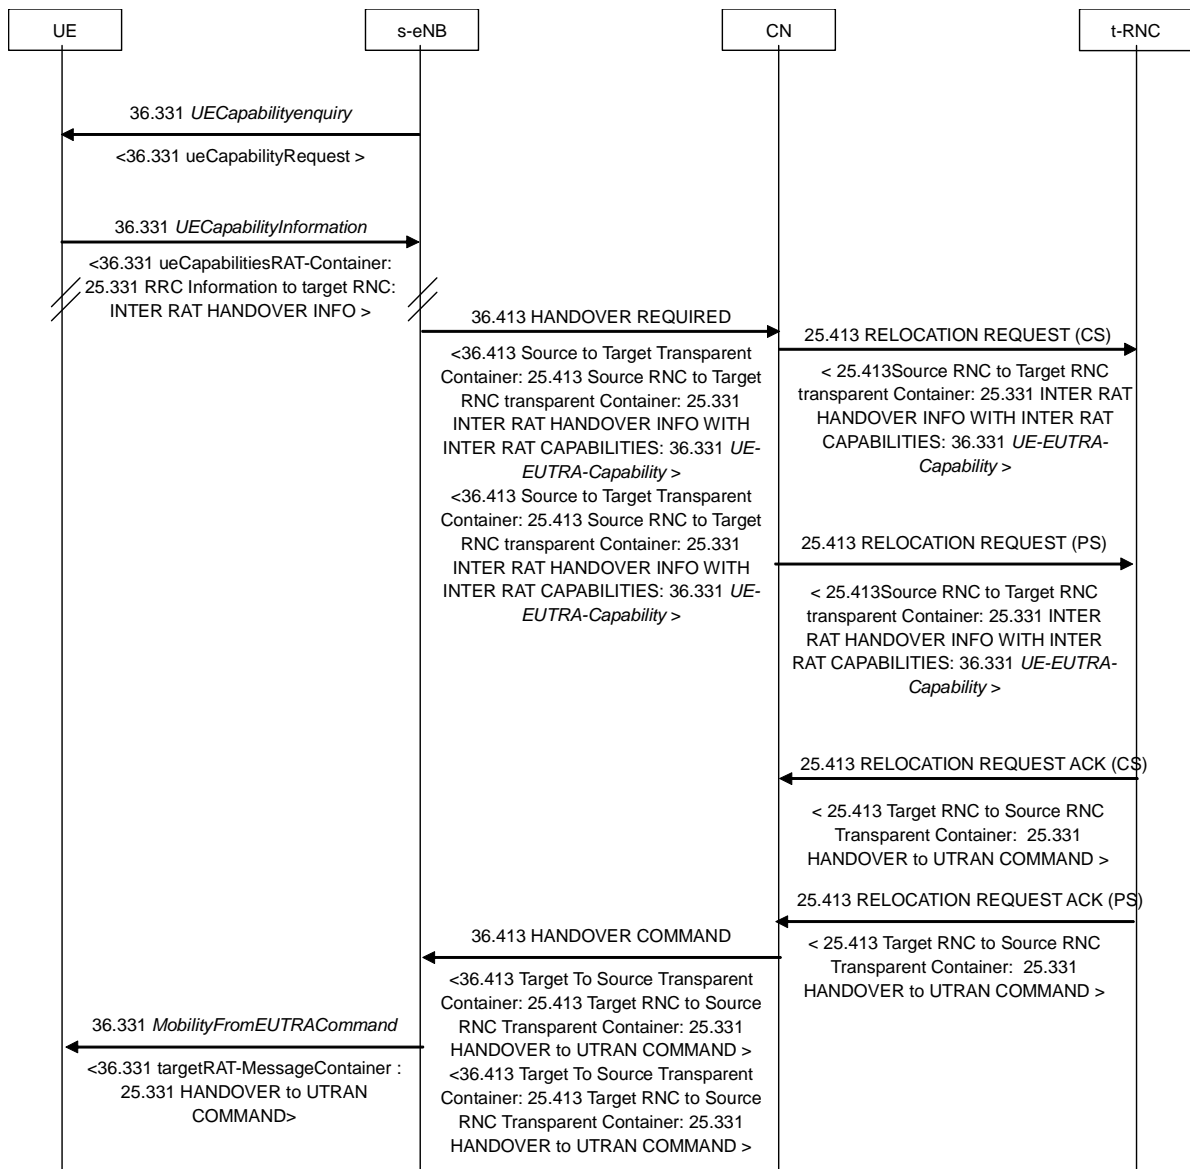 UE
s-eNB
CN
t-RNC
36.331 UECapabilityenquiry
<36.331 ueCapabilityRequest >
36.331 UECapabilityInformation
<36.331 ueCapabilitiesRAT-Container:
25.331 RRC Information to target RNC:
INTER RAT HANDOVER INFO >
36.413 HANDOVER REQUIRED
<36.413 Source to Target Transparent
Container: 25.413 Source RNC to Target
RNC transparent Container: 25.331
INTER RAT HANDOVER INFO WITH
INTER RAT CAPABILITIES: 36.331 UE-
EUTRA-Capability >
<36.413 Source to Target Transparent
Container: 25.413 Source RNC to Target
RNC transparent Container: 25.331
INTER RAT HANDOVER INFO WITH
INTER RAT CAPABILITIES: 36.331 UE-
EUTRA-Capability >
25.413 RELOCATION REQUEST (CS)
< 25.413Source RNC to Target RNC
transparent Container: 25.331 INTER RAT
HANDOVER INFO WITH INTER RAT
CAPABILITIES: 36.331 UE-EUTRA-
Capability >
25.413 RELOCATION REQUEST (PS)
< 25.413Source RNC to Target RNC
transparent Container: 25.331 INTER
RAT HANDOVER INFO WITH INTER
RAT CAPABILITIES: 36.331 UE-EUTRA-
Capability >
25.413 RELOCATION REQUEST ACK (CS)
< 25.413 Target RNC to Source RNC
Transparent Container:  25.331
HANDOVER to UTRAN COMMAND >
25.413 RELOCATION REQUEST ACK (PS)
< 25.413 Target RNC to Source RNC
Transparent Container:  25.331
HANDOVER to UTRAN COMMAND >
36.413 HANDOVER COMMAND
<36.413 Target To Source Transparent
Container: 25.413 Target RNC to Source
RNC Transparent Container: 25.331
HANDOVER to UTRAN COMMAND >
<36.413 Target To Source Transparent
Container: 25.413 Target RNC to Source
RNC Transparent Container: 25.331
HANDOVER to UTRAN COMMAND >
36.331 MobilityFromEUTRACommand
<36.331 targetRAT-MessageContainer :
25.331 HANDOVER to UTRAN
COMMAND>